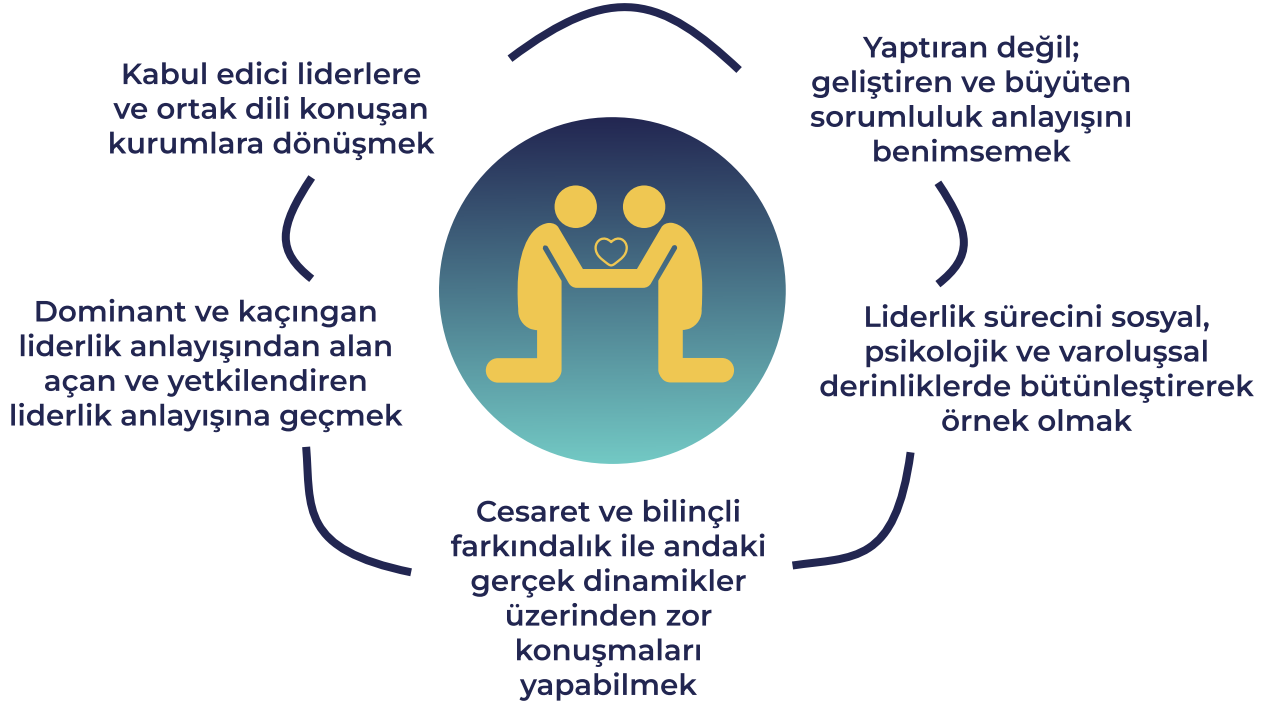 Kabul edici liderlere
ve ortak dili konuşan
kurumlara dönüşmek
Yaptıran değil;
geliştiren ve büyüten
sorumluluk anlayışını
benimsemek
Dominant ve kaçıngan
liderlik anlayışından alan
açan ve yetkilendiren
liderlik anlayışına geçmek
Liderlik sürecini sosyal,
psikolojik ve varoluşsal
derinliklerde bütünleştirerek
örnek olmak
Cesaret ve bilinçli
farkındalık ile andaki
gerçek dinamikler
üzerinden zor
konuşmaları
yapabilmek